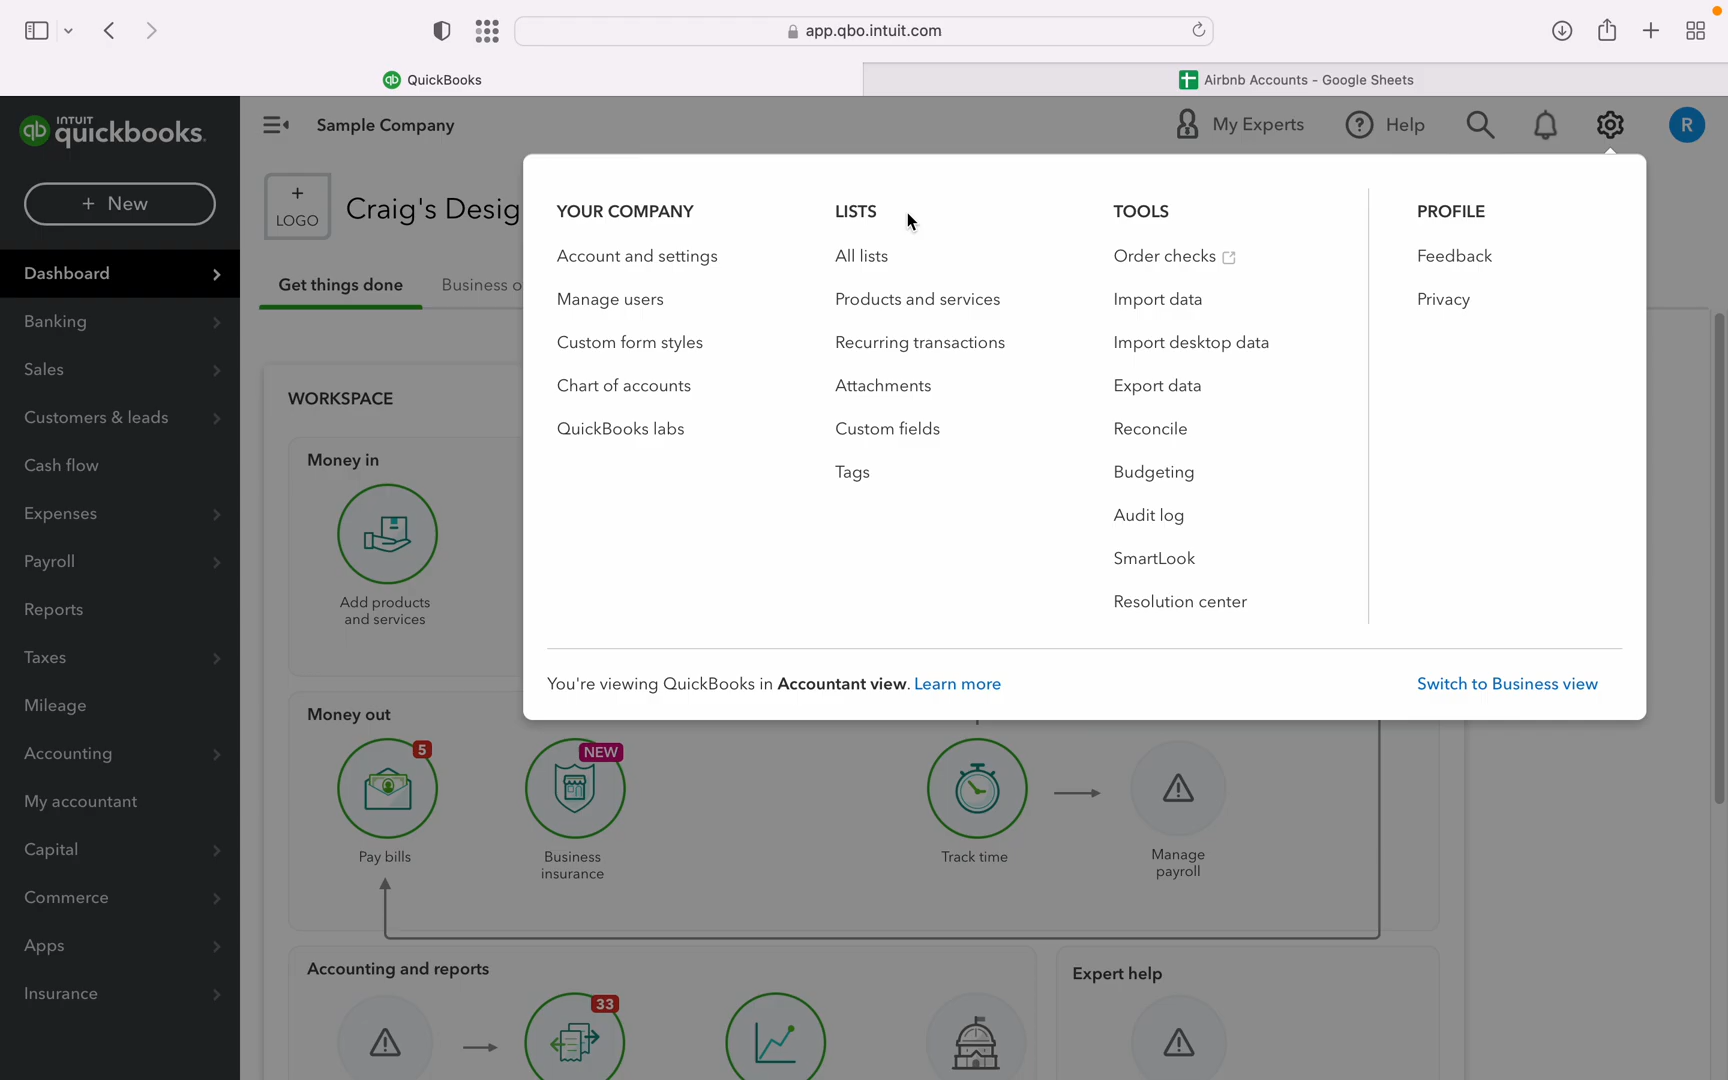 app.qbo.intuit.com
QuickBooks
Airbnb Accounts - Google Sheets
INTUIT
quickbooks.
Sample Company
My Experts
Help
R
+ New
+
LOGO
Craig's Desig
Get things done
Business o
Dashboard
Banking
Sales
Customers & leads
Cash flow
Expenses
Payroll
Reports
Taxes
Mileage
Accounting
My accountant
Capital
Commerce
Apps
Insurance
YOUR COMPANY
Account and settings
Manage users
Custom form styles
Chart of accounts
QuickBooks labs
LISTS
All lists
Products and services
Recurring transactions
Attachments
Custom fields
Tags
TOOLS
Order checks
Import data
Import desktop data
Export data
Reconcile
Budgeting
Audit log
SmartLook
Resolution center
PROFILE
Feedback
Privacy
You're viewing QuickBooks in Accountant view. Learn more
Switch to Business view
WORKSPACE
Money in
Add products
and services
Money out
5
Pay bills
NEW
Business
insurance
Track time
Manage
payroll
Accounting and reports
33
Expert help